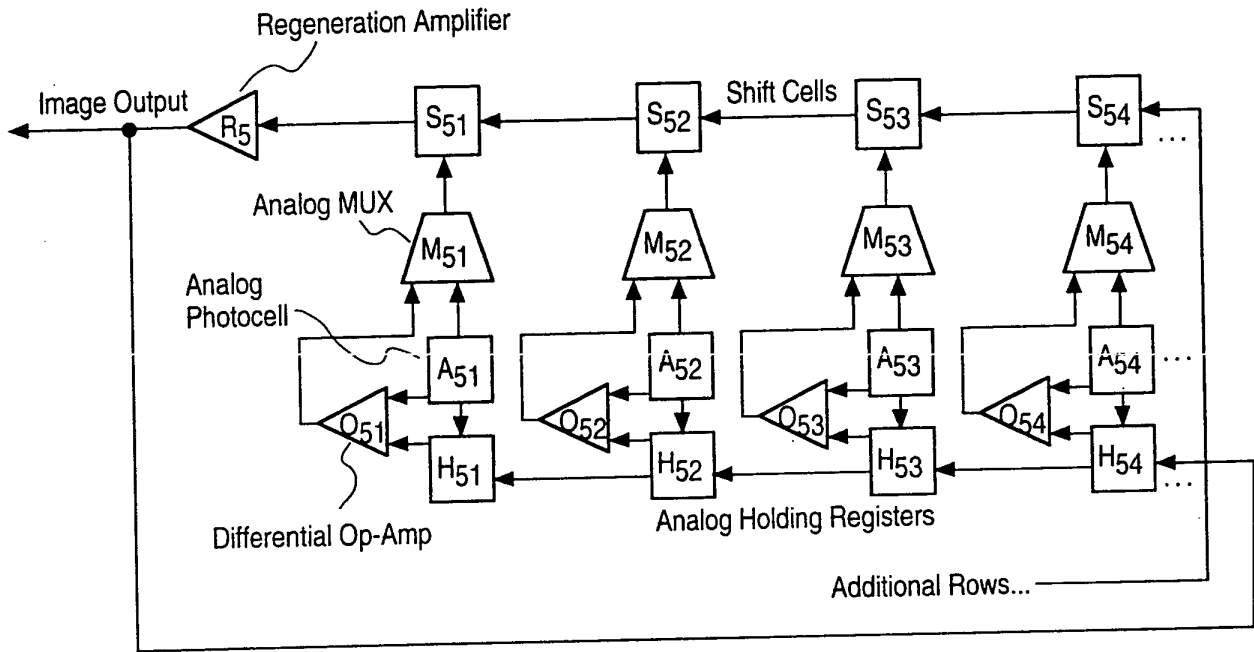 Regeneration Amplifier
Image Output
R5
S51
S52
Shift Cells
S53
S54
...
Analog MUX
M51
M52
M53
M54
Analog
Photocell
A51
A52
A53
A54
...
O51
O52
O53
O54
H51
H52
H53
H54
...
Differential Op-Amp
Analog Holding Registers
Additional Rows...